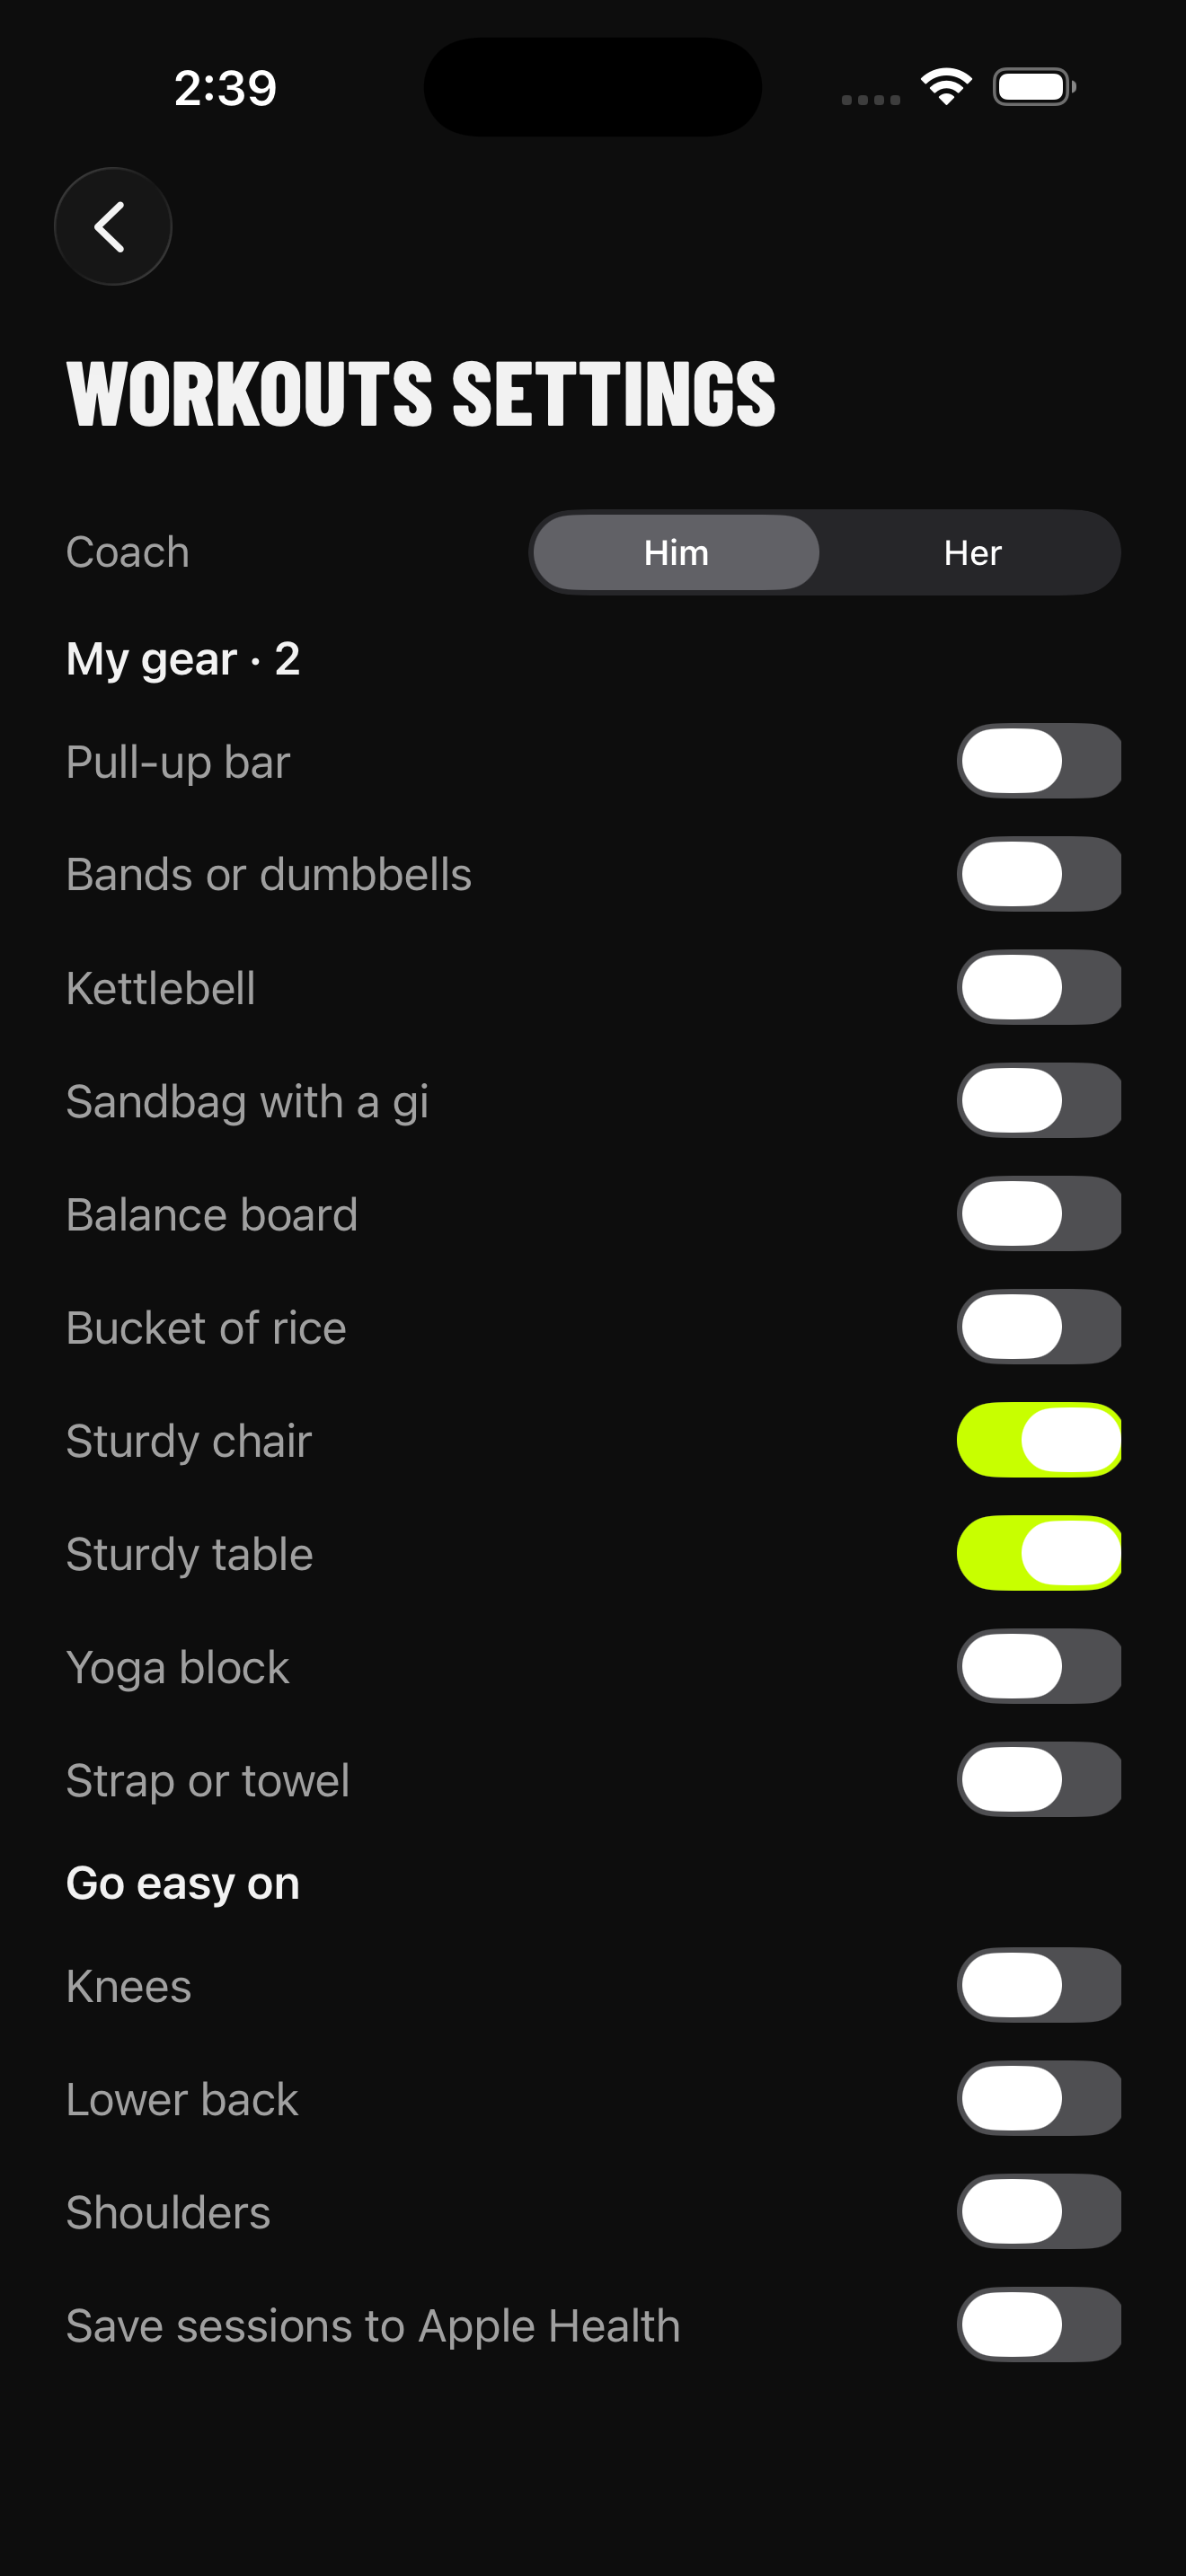 2:39
WORKOUTS SETTINGS
Coach
Him
Her
My gear · 2
Pull-up bar
Bands or dumbbells
Kettlebell
Sandbag with a gi
Balance board
Bucket of rice
Sturdy chair
Sturdy table
Yoga block
Strap or towel
Go easy on
Knees
Lower back
Shoulders
Save sessions to Apple Health